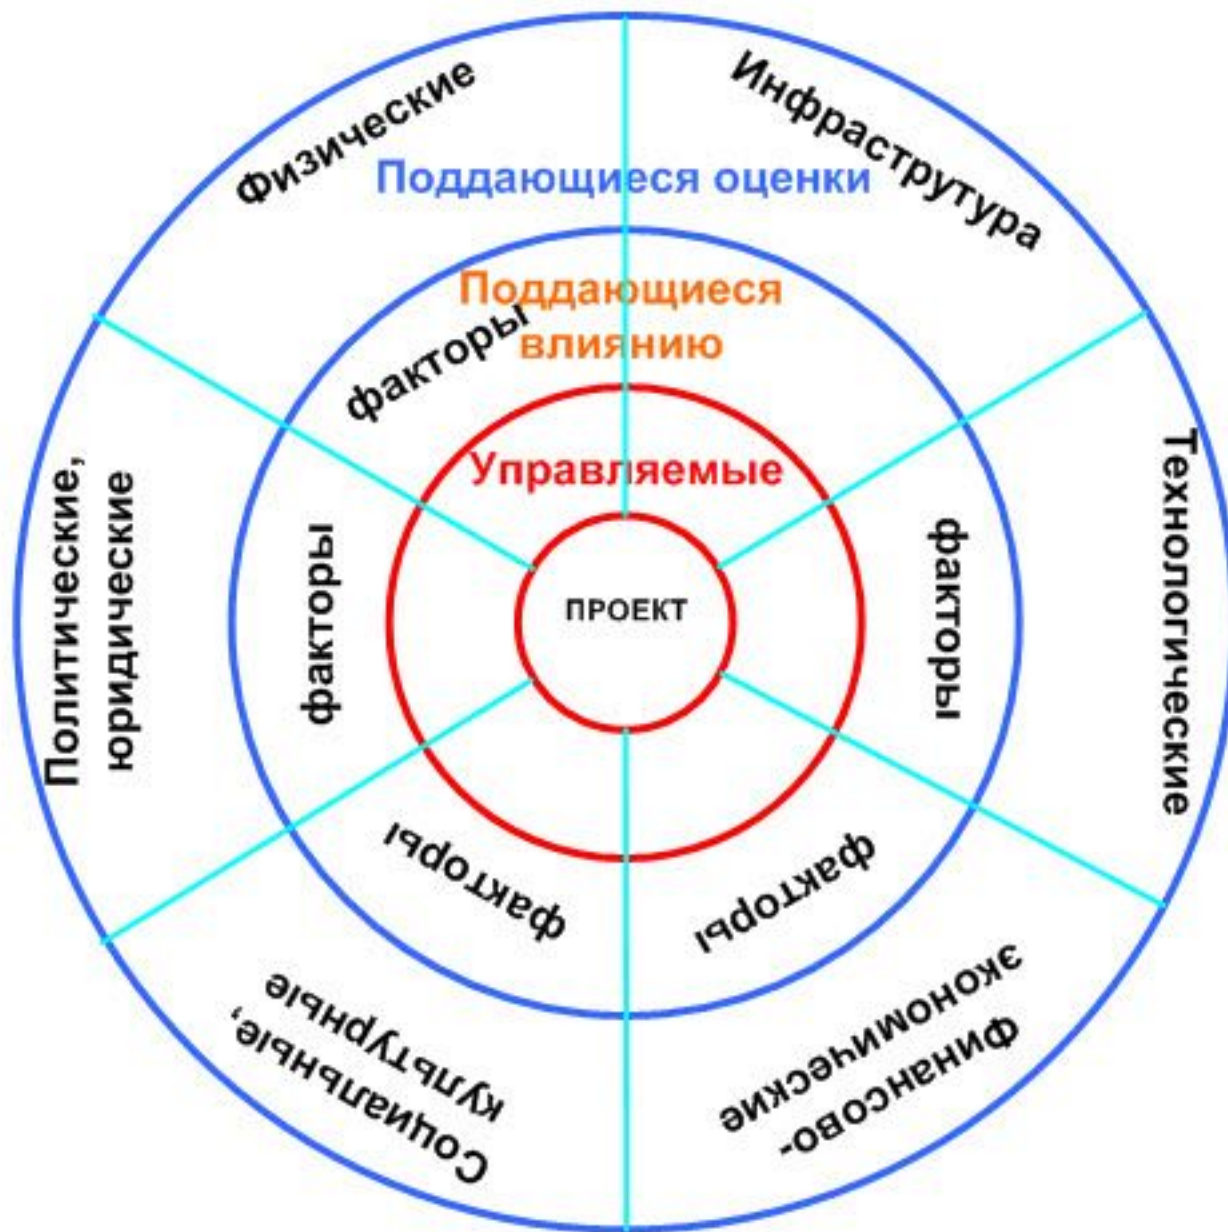 Физические
Инфраструтура
Поддающиеся оценки
Поддающиеся
влиянию
факторы
Управляемые
ПРОЕКТ
Политические,
юридические
факторы
факторы
Технологические
факторы
факторы
Социальные,
культурные
Финансово-
экономические